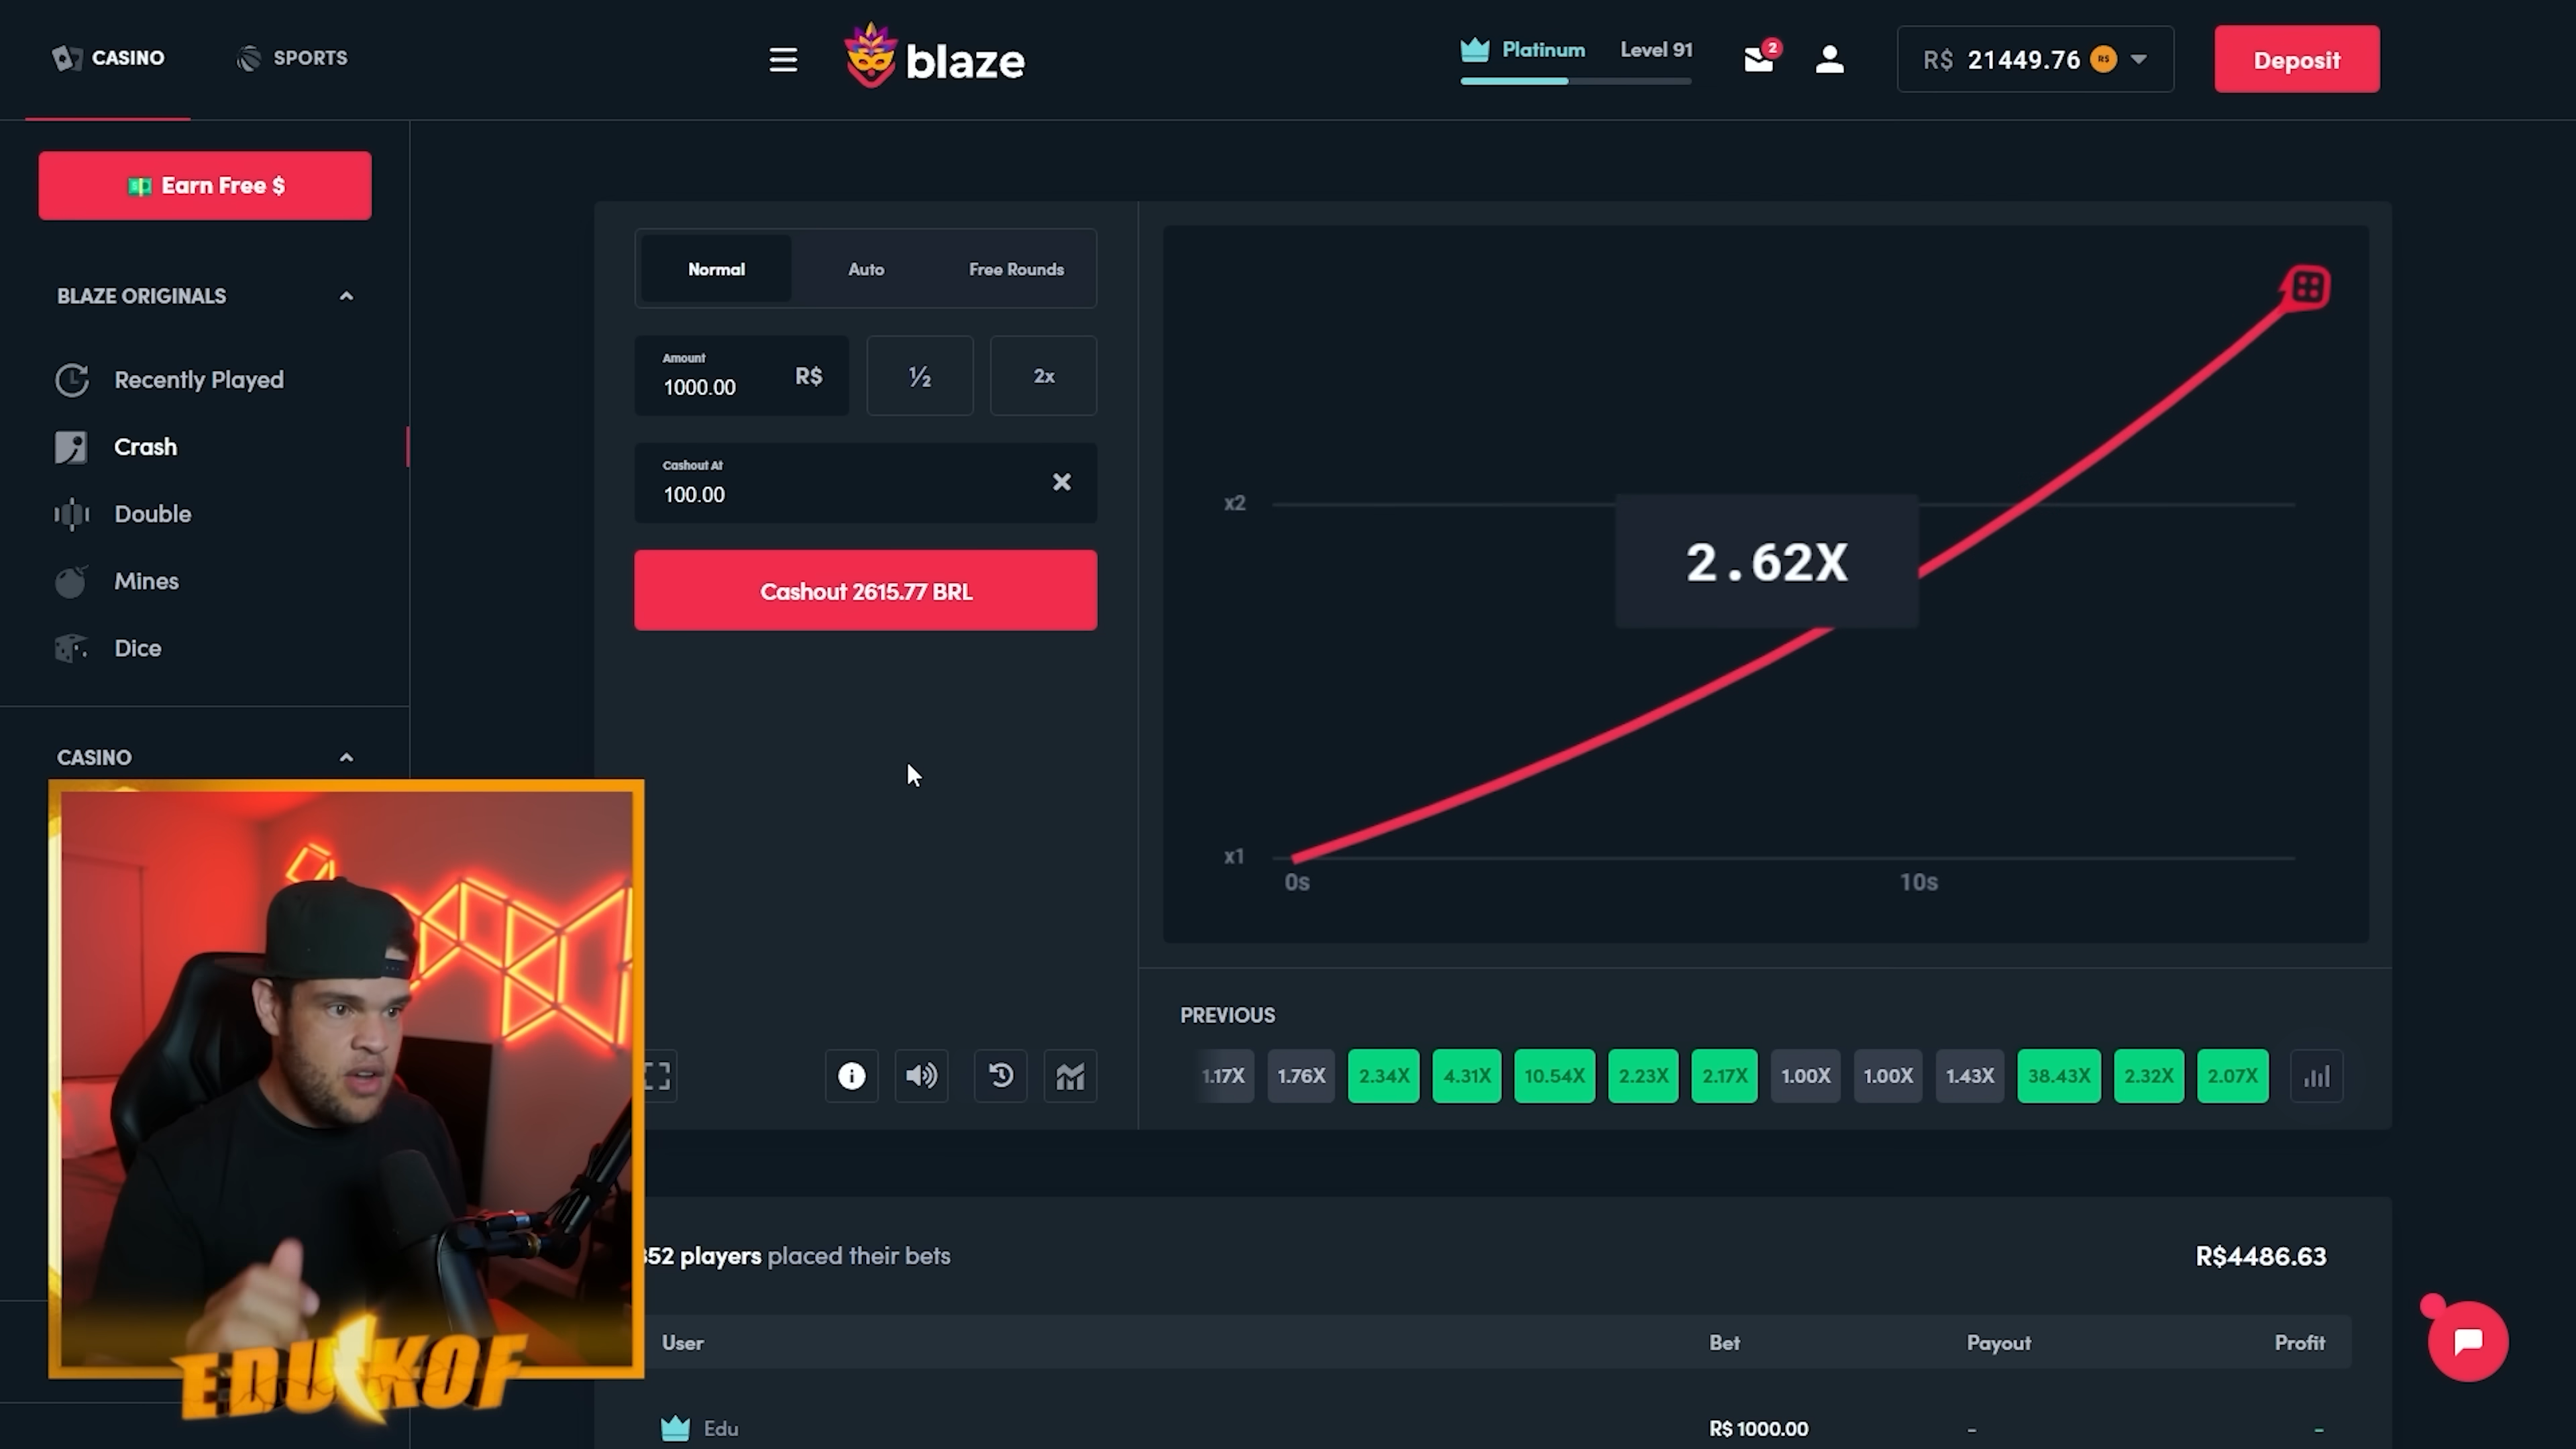 CASINO
SPORTS
blaze
Platinum
Level 91
2
R$ 21449.76
R$
Deposit
Earn Free $
BLAZE ORIGINALS
Recently Played
Crash
Double
Mines
Dice
CASINO
Normal
Auto
Free Rounds
Amount
1000.00
R$
½
2x
Cashout At
100.00
Cashout 2615.77 BRL
x2
2.62X
x1
0s
10s
PREVIOUS
1.17X 1.76X 2.34X 4.31X 10.54X 2.23X 2.17X 1.00X 1.00X 1.43X 38.43X 2.32X 2.07X
52 players placed their bets
R$4486.63
User Bet Payout Profit
Edu R$ 1000.00 - -
EDU KOF